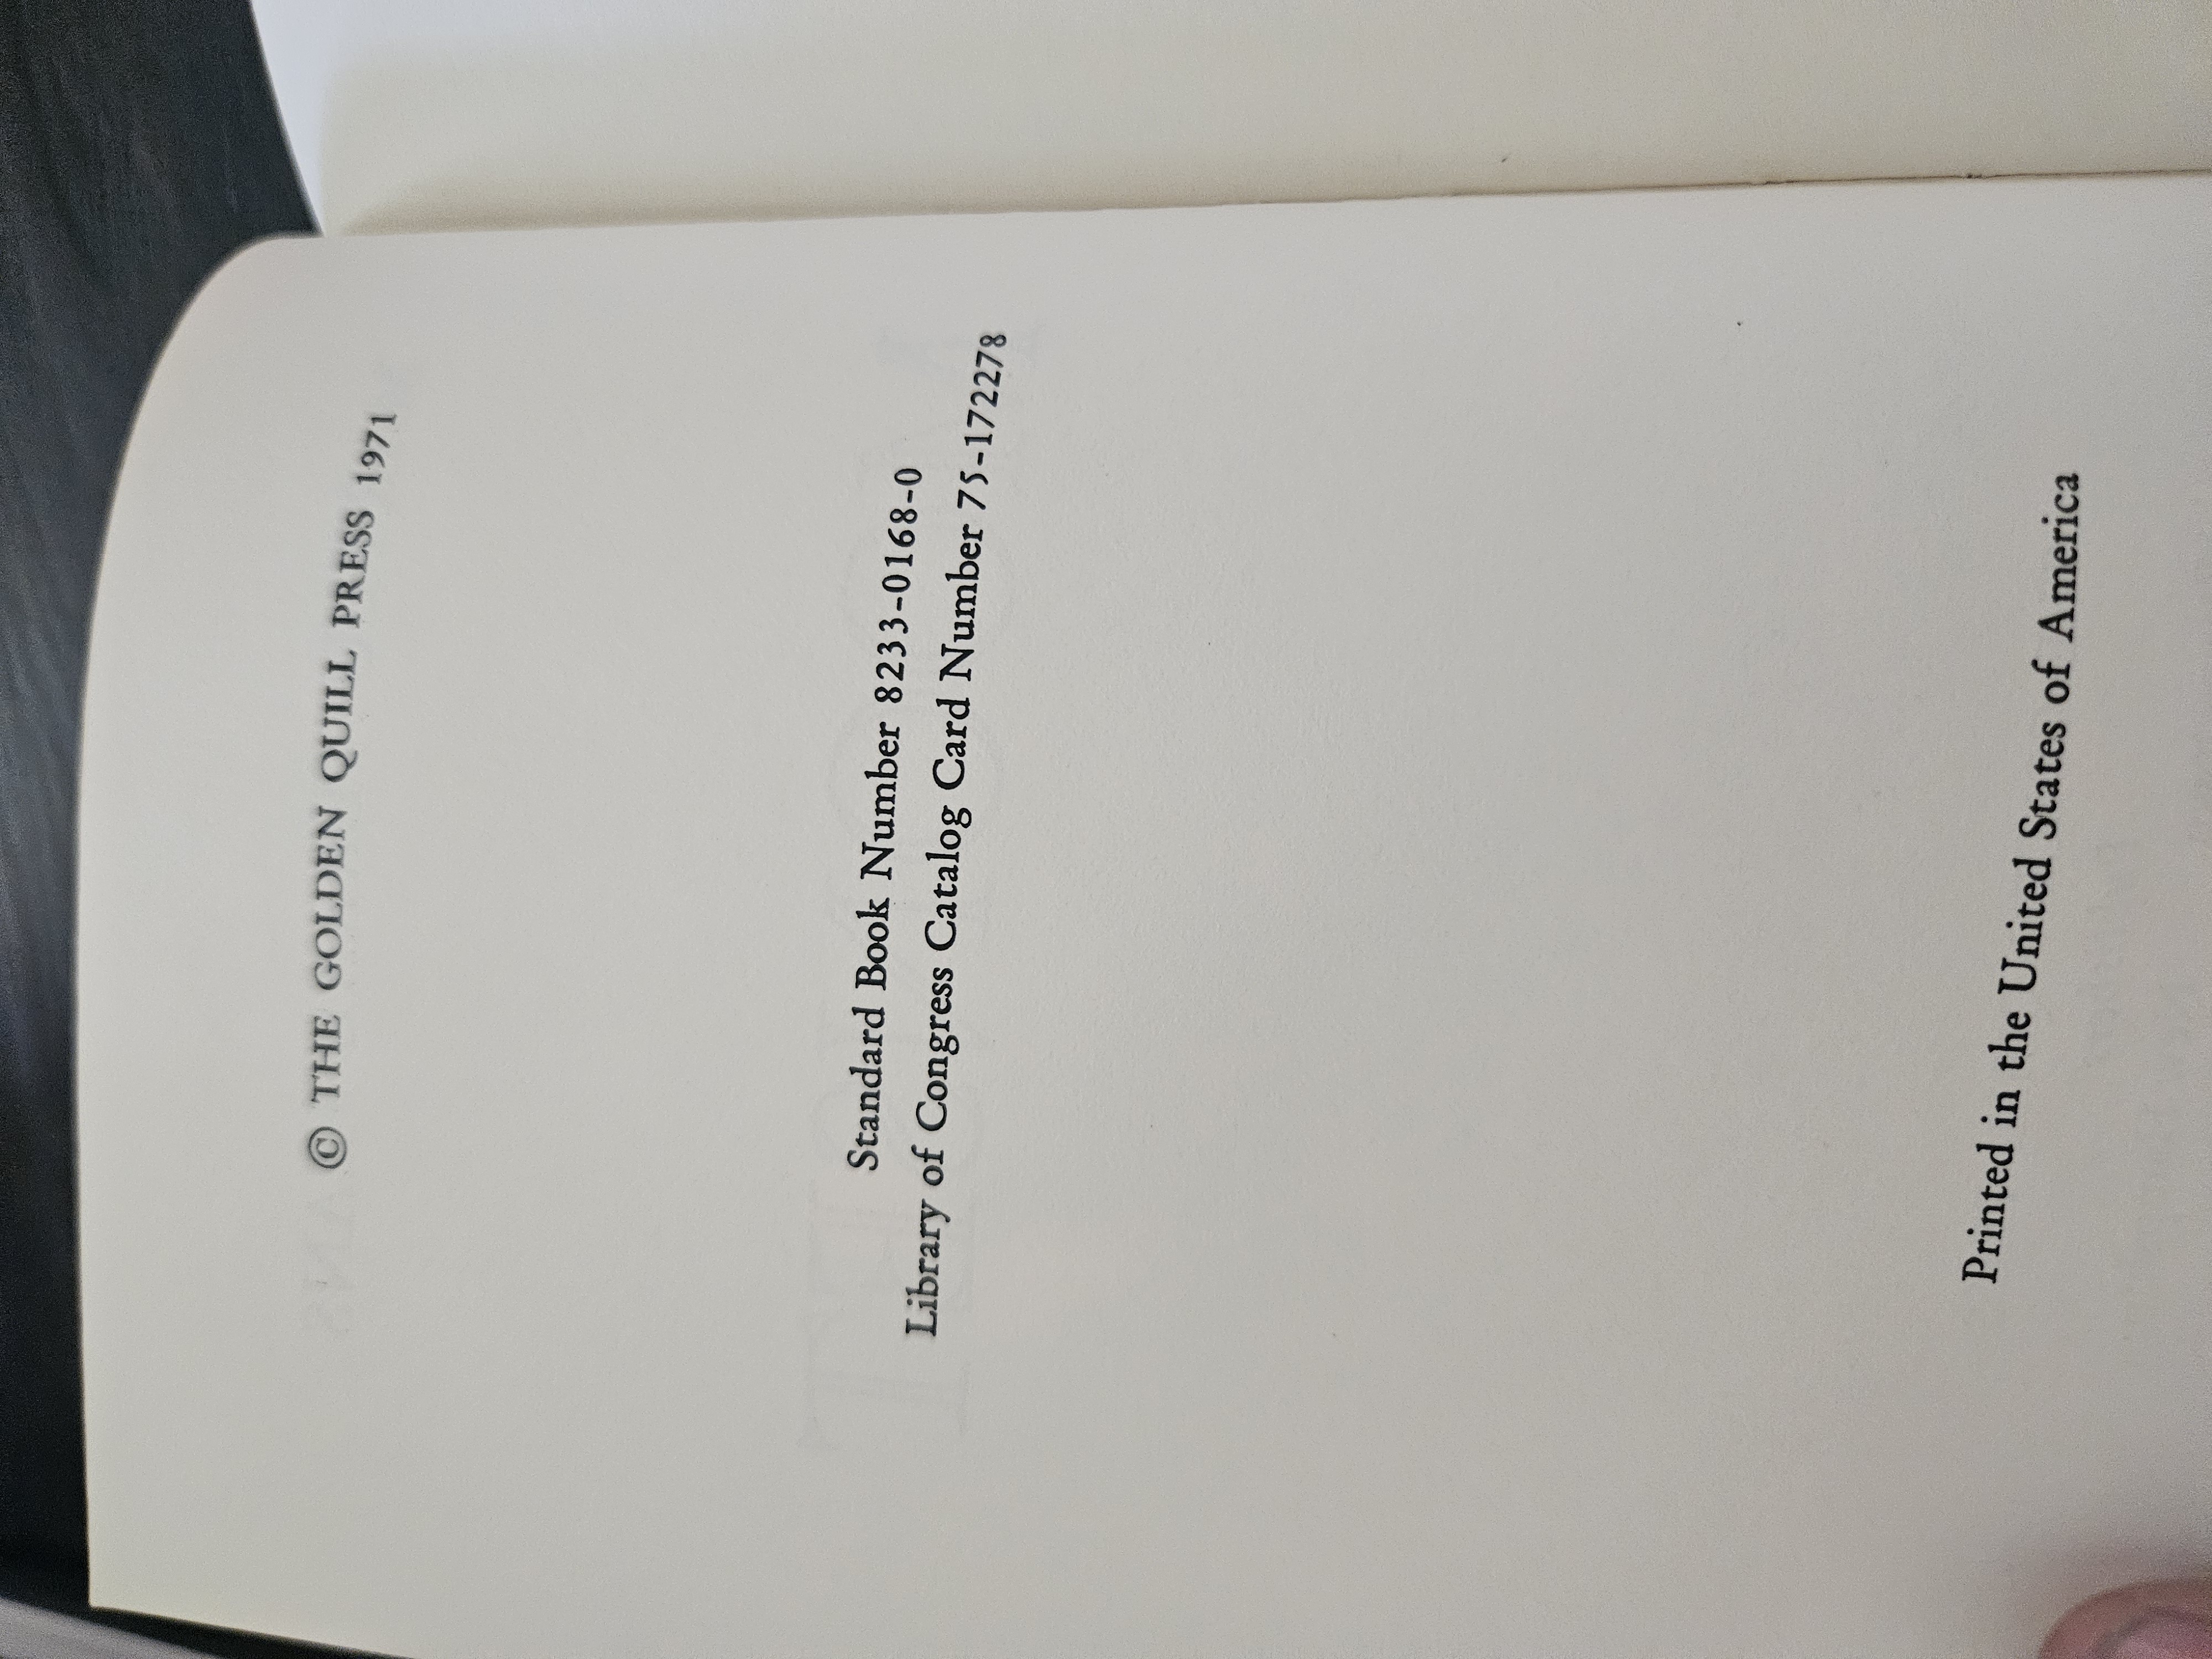 © THE GOLDEN QUILL PRESS 1971
Standard Book Number 8233-0168-0
Library of Congress Catalog Card Number 75-172278
Printed in the United States of America